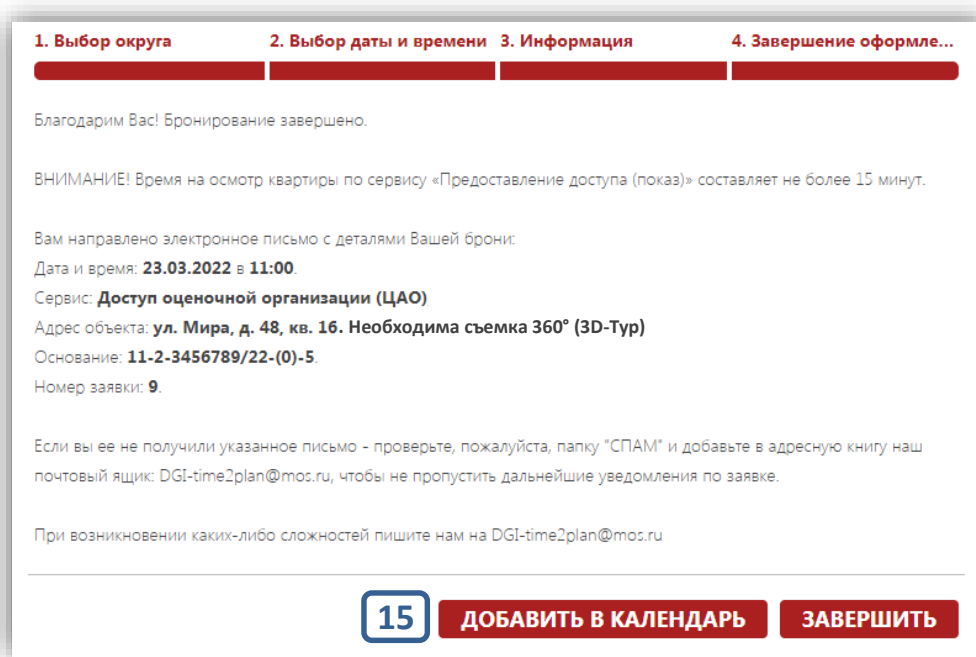 1. Выбор округа 2. Выбор даты и времени 3. Информация 4. Завершение оформле...
Благодарим Вас! Бронирование завершено.
ВНИМАНИЕ! Время на осмотр квартиры по сервису «Предоставление доступа (показ)» составляет не более 15 минут.
Вам направлено электронное письмо с деталями Вашей брони:
Дата и время: 23.03.2022 в 11:00.
Сервис: Доступ оценочной организации (ЦАО)
Адрес объекта: ул. Мира, д. 48, кв. 16. Необходима съемка 360° (3D-Тур)
Основание: 11-2-3456789/22-(0)-5.
Номер заявки: 9.
Если вы ее не получили указанное письмо - проверьте, пожалуйста, папку "СПАМ" и добавьте в адресную книгу наш
почтовый ящик: DGI-time2plan@mos.ru, чтобы не пропустить дальнейшие уведомления по заявке.
При возникновении каких-либо сложностей пишите нам на DGI-time2plan@mos.ru
15 ДОБАВИТЬ В КАЛЕНДАРЬ ЗАВЕРШИТЬ